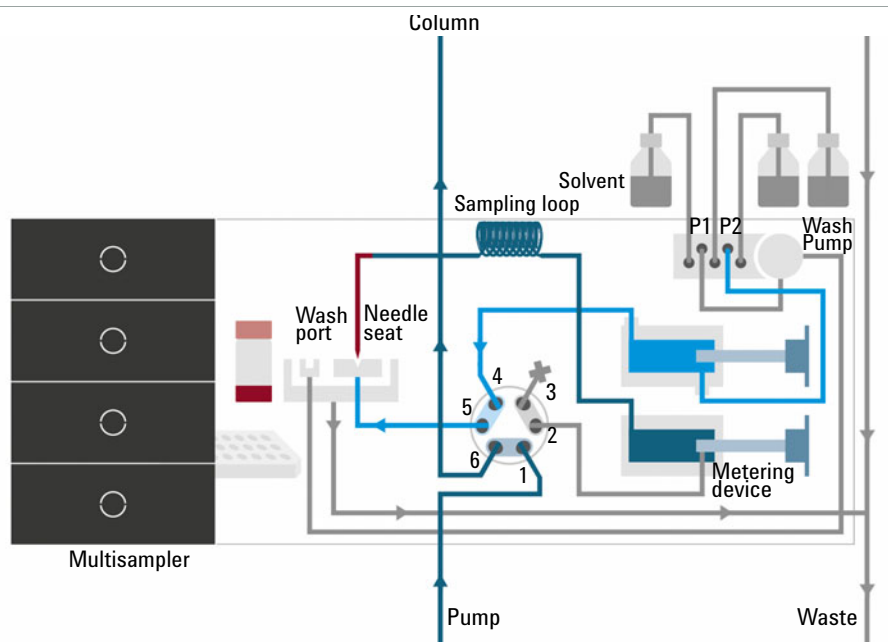 Column
Solvent
Sampling loop
P1 P2
Wash
Pump
Wash
port
Needle
seat
4
3
5
2
6
1
Metering
device
Multisampler
Pump
Waste